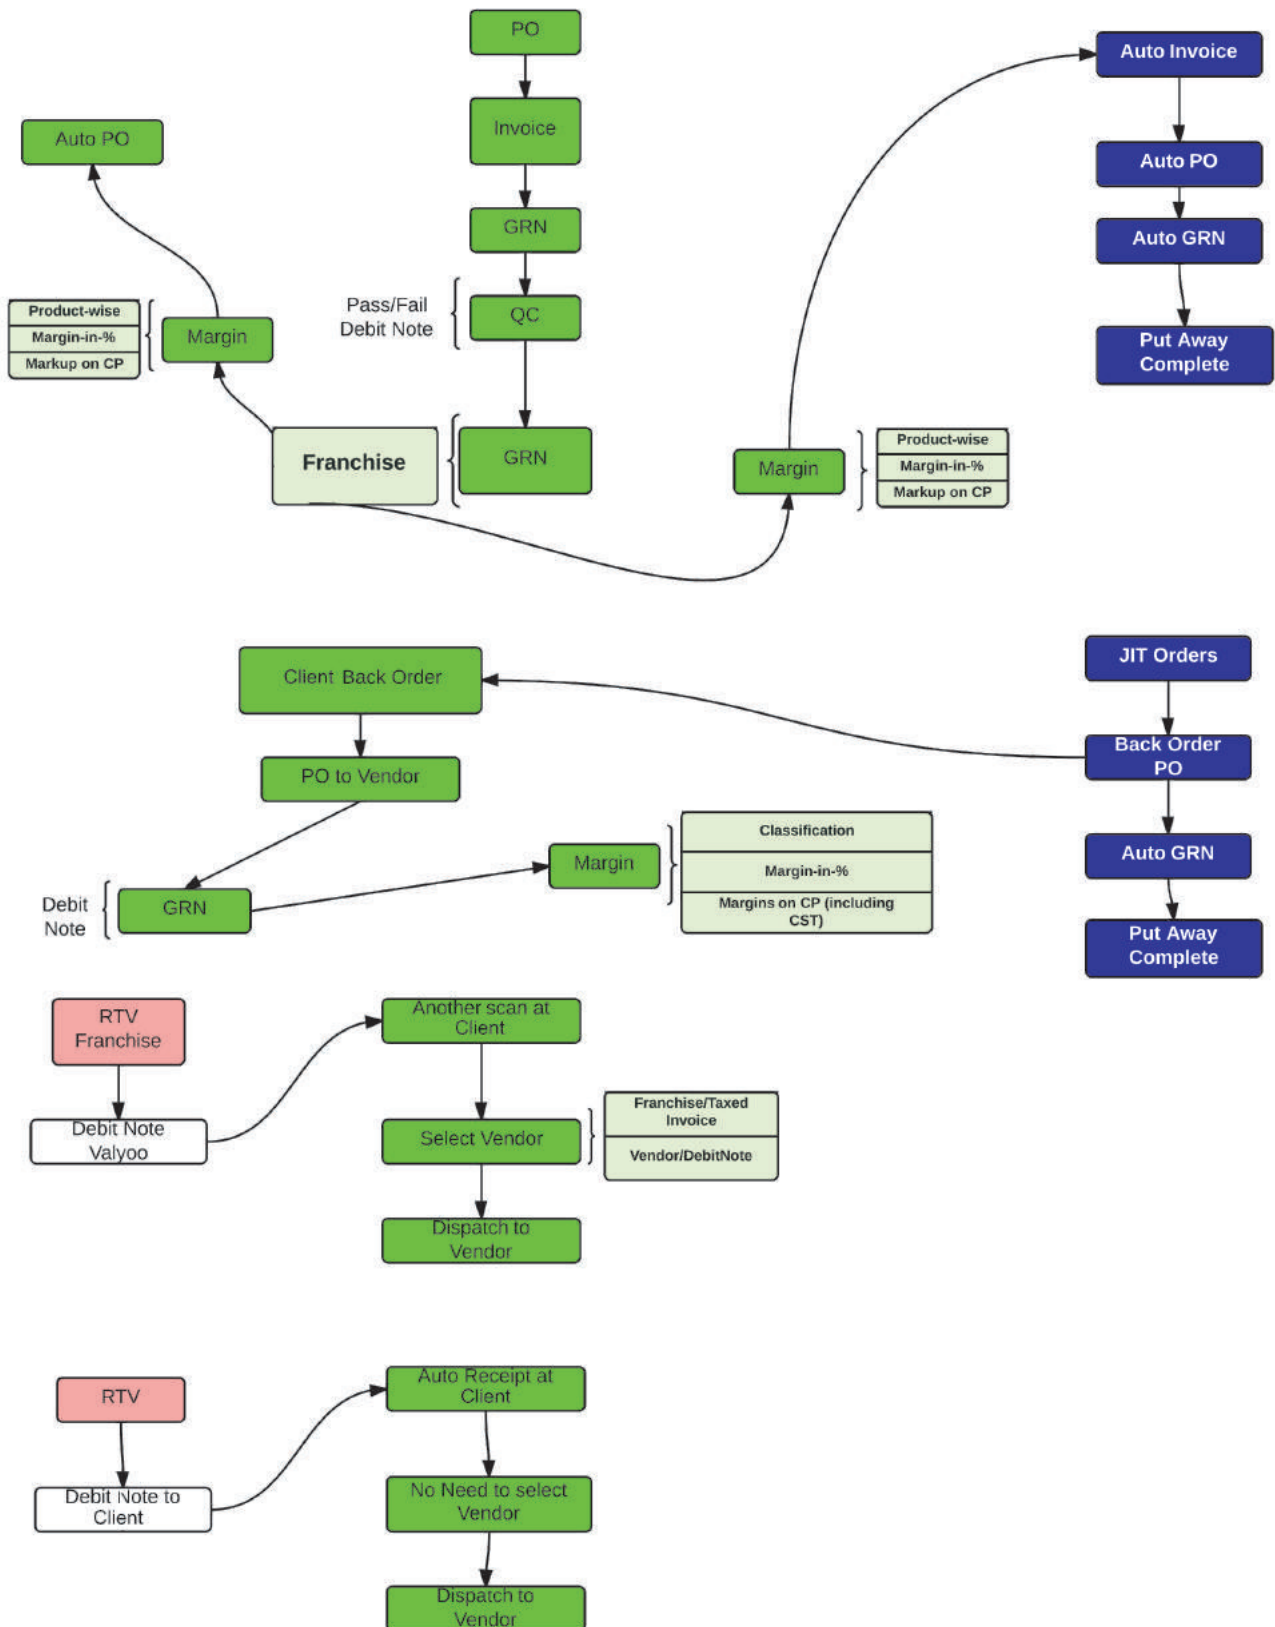 PO
Auto Invoice
Invoice
Auto PO
Auto PO
GRN
Auto GRN
Pass/Fail
Debit Note
QC
Product-wise
Margin-in-%
Markup on CP
Margin
Put Away
Complete
Franchise
GRN
Margin
Product-wise
Margin-in-%
Markup on CP
Client Back Order
JIT Orders
Back Order
PO
PO to Vendor
Classification
Margin-in-%
Margins on CP (including
CST)
Margin
Auto GRN
Debit
Note
GRN
Put Away
Complete
RTV
Franchise
Another scan at
Client
Debit Note
Valyoo
Select Vendor
Franchise/Taxed
Invoice
Vendor/DebitNote
Dispatch to
Vendor
RTV
Auto Receipt at
Client
Debit Note to
Client
No Need to select
Vendor
Dispatch to
Vendor